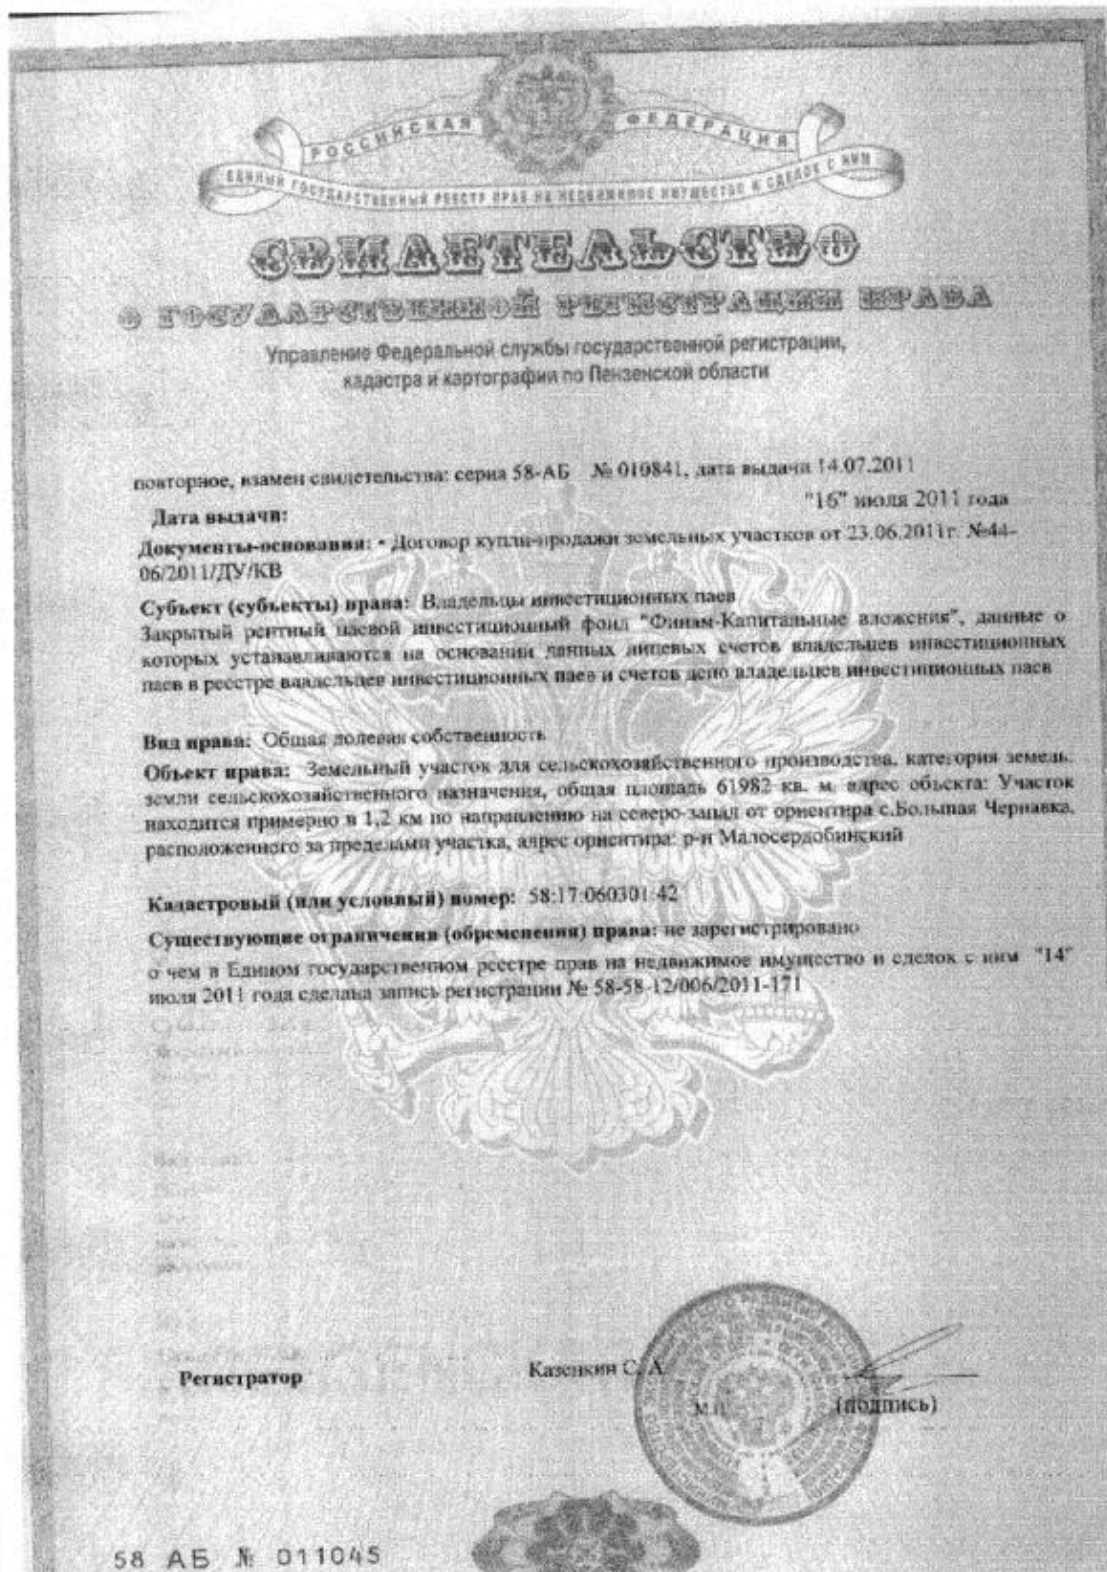 РОССИЙСКАЯ ФЕДЕРАЦИЯ
ЕДИНЫЙ ГОСУДАРСТВЕННЫЙ РЕЕСТР ПРАВ НА НЕДВИЖИМОЕ ИМУЩЕСТВО И СДЕЛОК С НИМ
СВИДЕТЕЛЬСТВО
О ГОСУДАРСТВЕННОЙ РЕГИСТРАЦИИ ПРАВА
Управление Федеральной службы государственной регистрации,
кадастра и картографии по Пензенской области
повторное, взамен свидетельства: серия 58-АБ № 010841, дата выдачи 14.07.2011
"16" июля 2011 года
Дата выдачи:
Документы-основания: • Договор купли-продажи земельных участков от 23.06.2011г. №44-
06/2011/ДУ/КВ
Субъект (субъекты) права: Владельцы инвестиционных паев
Закрытый рентный паевой инвестиционный фонд "Финам-Капитальные вложения", данные о
которых устанавливаются на основании данных лицевых счетов владельцев инвестиционных
паев в реестре владельцев инвестиционных паев и счетов депо владельцев инвестиционных паев
Вид права: Общая долевая собственность
Объект права: Земельный участок для сельскохозяйственного производства, категория земель:
земли сельскохозяйственного назначения, общая площадь 61982 кв. м, адрес объекта: Участок
находится примерно в 1,2 км по направлению на северо-запад от ориентира с.Большая Чернавка,
расположенного за пределами участка, адрес ориентира: р-н Малосердобинский
Кадастровый (или условный) номер: 58:17:060301:42
Существующие ограничения (обременения) права: не зарегистрировано
о чем в Едином государственном реестре прав на недвижимое имущество и сделок с ним "14"
июля 2011 года сделана запись регистрации № 58-58-12/006/2011-171
Регистратор
Казенкин С. А.
М.П.
(подпись)
58 АБ № 011045